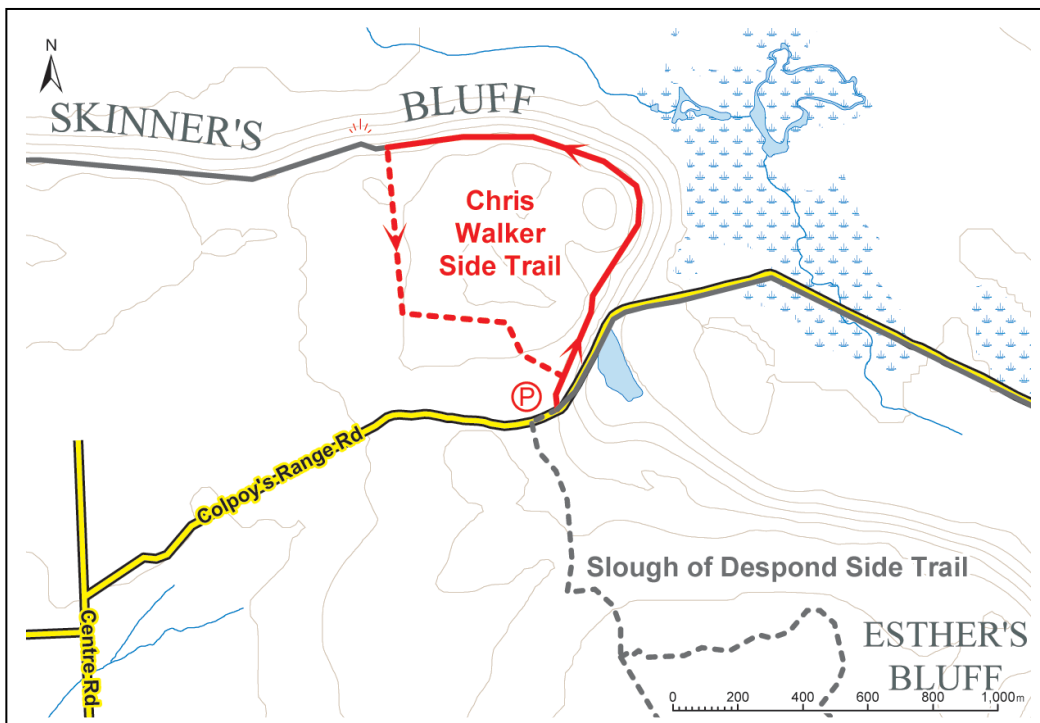 N
SKINNER'S BLUFF
Chris
Walker
Side Trail
P
Colpoy's Range Rd
Slough of Despond Side Trail
Centre Rd
ESTHER'S
BLUFF
0 200 400 600 800 1,000m